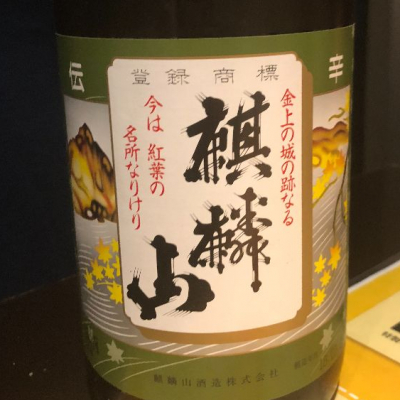 伝
辛
登録商標
金上の城の跡なる
麒麟山
今は 紅葉の
名所なりけり
麒麟山酒造株式会社